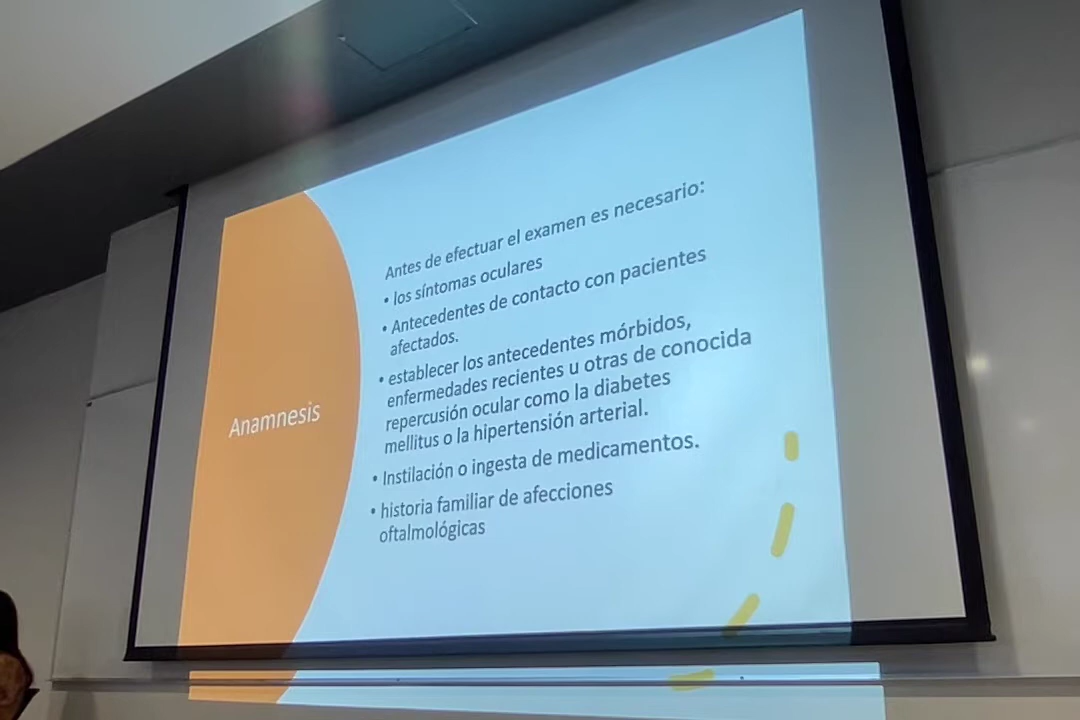 Anamnesis
Antes de efectuar el examen es necesario:
• los síntomas oculares
• Antecedentes de contacto con pacientes
afectados.
• establecer los antecedentes mórbidos,
enfermedades recientes u otras de conocida
repercusión ocular como la diabetes
mellitus o la hipertensión arterial.
• Instilación o ingesta de medicamentos.
• historia familiar de afecciones
oftalmológicas